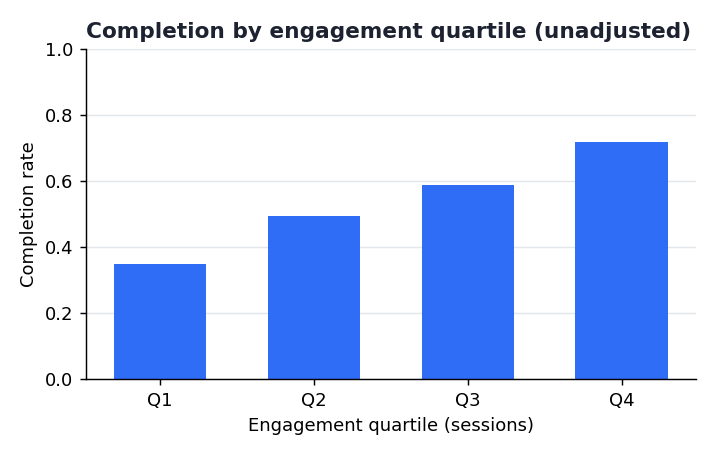 Completion by engagement quartile (unadjusted)
1.0
0.8
0.6
0.4
0.2
0.0
Completion rate
Q1 Q2 Q3 Q4
Engagement quartile (sessions)